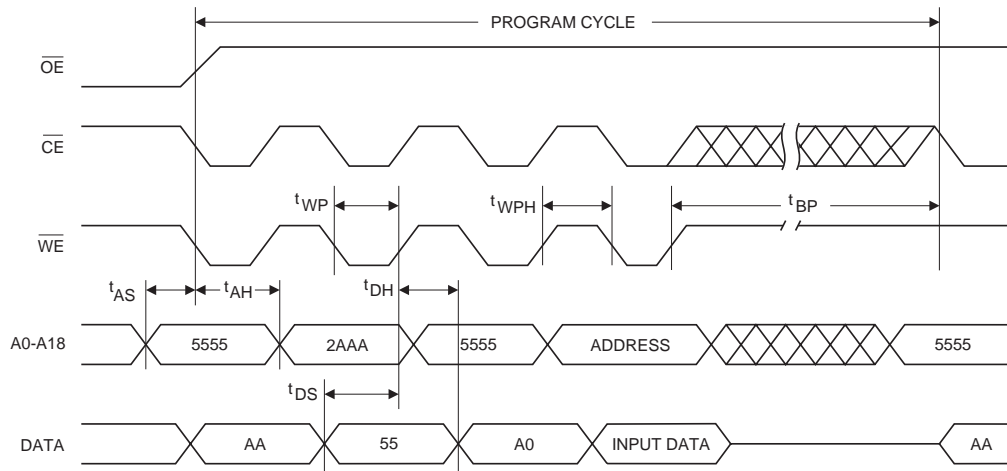 PROGRAM CYCLE
OE
CE
tWP
tWPH
tBP
WE
tAS
tAH
tDH
A0-A18
5555
2AAA
5555
ADDRESS
5555
tDS
DATA
AA
55
A0
INPUT DATA
AA